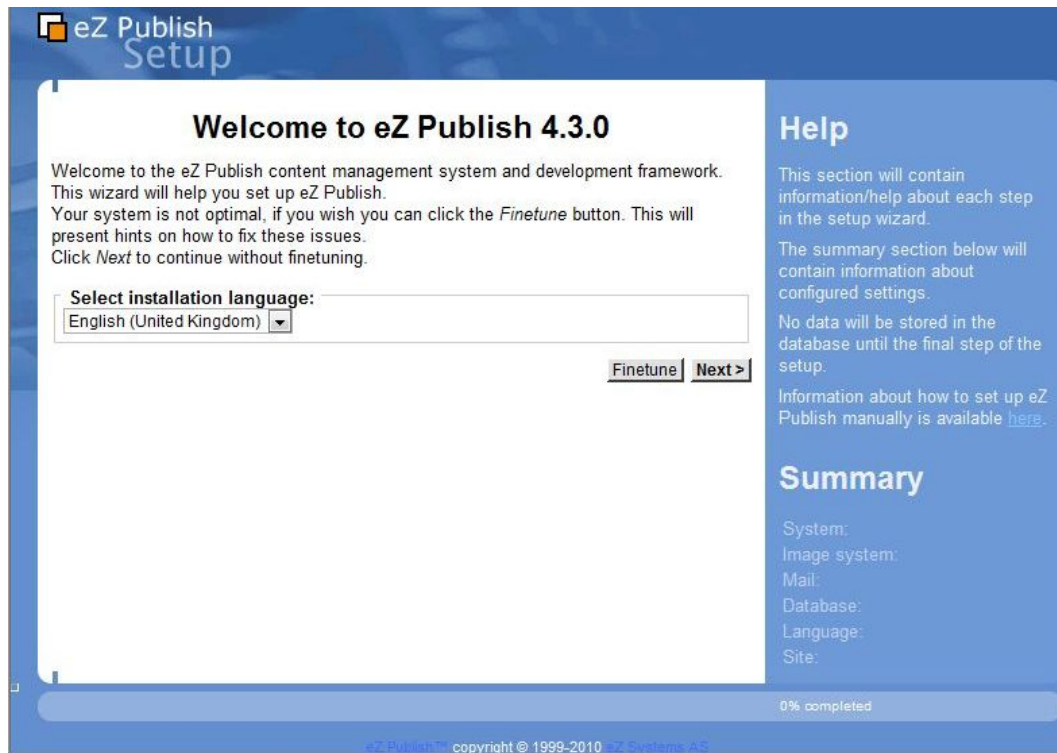 eZ Publish
Setup
Welcome to eZ Publish 4.3.0
Welcome to the eZ Publish content management system and development framework.
This wizard will help you set up eZ Publish.
Your system is not optimal, if you wish you can click the Finetune button. This will
present hints on how to fix these issues.
Click Next to continue without finetuning.
Select installation language:
English (United Kingdom)
Finetune
Next >
Help
This section will contain
information/help about each step
in the setup wizard.
The summary section below will
contain information about
configured settings.
No data will be stored in the
database until the final step of the
setup.
Information about how to set up eZ
Publish manually is available here.
Summary
System:
Image system:
Mail:
Database:
Language:
Site:
0% completed
eZ Publish™ copyright © 1999-2010 eZ Systems AS